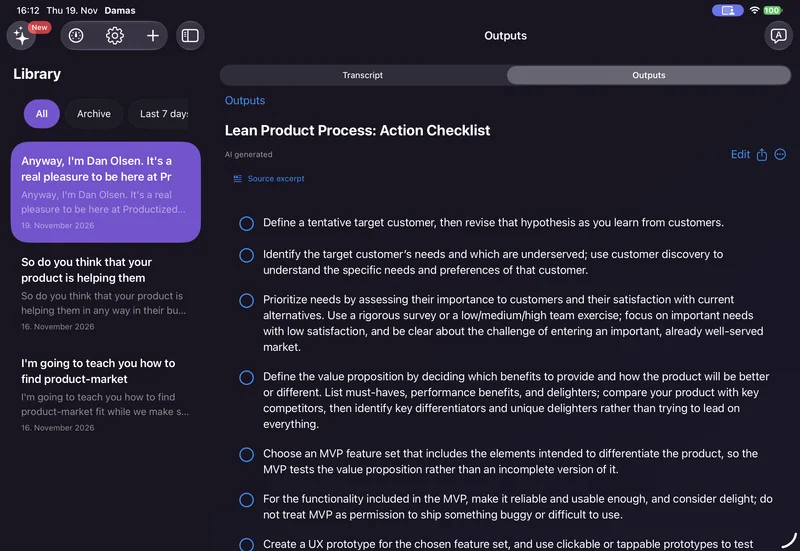 16:12 Thu 19. Nov Damas
100
New
Outputs
A
Library
Transcript
Outputs
All
Archive
Last 7 days
Outputs
Anyway, I'm Dan Olsen. It's a
real pleasure to be here at Pr
Anyway, I'm Dan Olsen. It's a real
pleasure to be here at Productized...
19. November 2026
So do you think that your
product is helping them
So do you think that your product is
helping them in any way in their bu...
16. November 2026
I'm going to teach you how to
find product-market
I'm going to teach you how to find
product-market fit while we make s...
16. November 2026
Lean Product Process: Action Checklist
AI generated
Edit
Source excerpt
Define a tentative target customer, then revise that hypothesis as you learn from customers.
Identify the target customer's needs and which are underserved; use customer discovery to
understand the specific needs and preferences of that customer.
Prioritize needs by assessing their importance to customers and their satisfaction with current
alternatives. Use a rigorous survey or a low/medium/high team exercise; focus on important needs
with low satisfaction, and be clear about the challenge of entering an important, already well-served
market.
Define the value proposition by deciding which benefits to provide and how the product will be better
or different. List must-haves, performance benefits, and delighters; compare your product with key
competitors, then identify key differentiators and unique delighters rather than trying to lead on
everything.
Choose an MVP feature set that includes the elements intended to differentiate the product, so the
MVP tests the value proposition rather than an incomplete version of it.
For the functionality included in the MVP, make it reliable and usable enough, and consider delight; do
not treat MVP as permission to ship something buggy or difficult to use.
Create a UX prototype for the chosen feature set, and use clickable or tappable prototypes to test